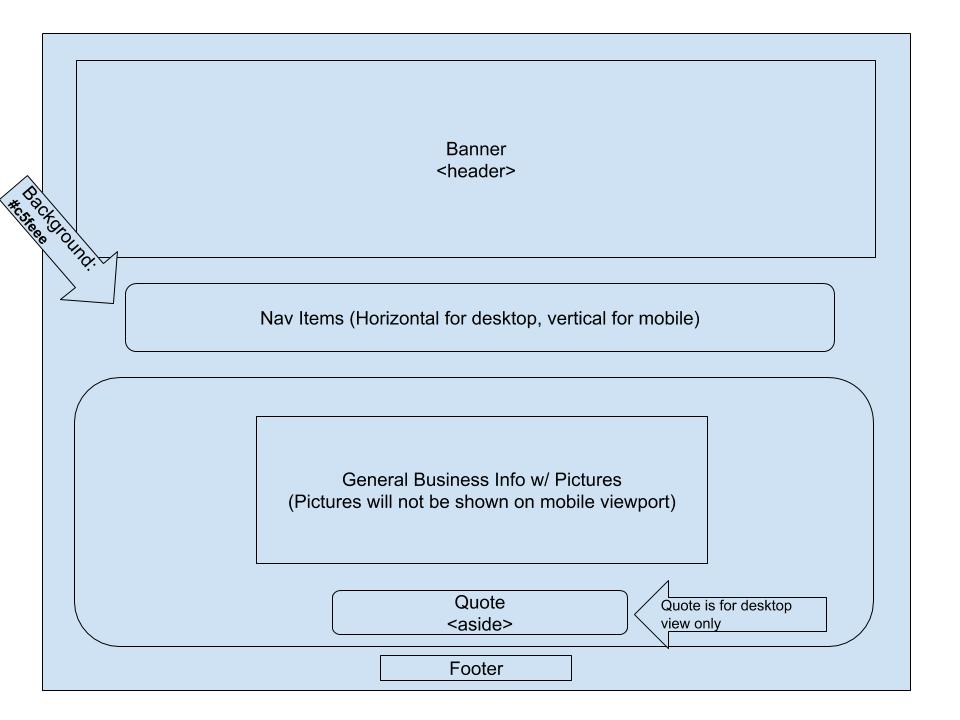 Banner
<header>
Background:
#c5feee
Nav Items (Horizontal for desktop, vertical for mobile)
General Business Info w/ Pictures
(Pictures will not be shown on mobile viewport)
Quote
<aside>
Quote is for desktop
view only
Footer